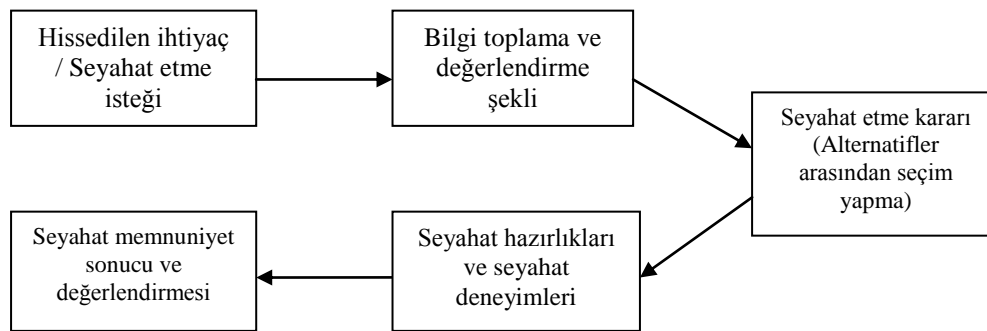 Hissedilen ihtiyaç
/ Seyahat etme
isteği
Bilgi toplama ve
değerlendirme
şekli
Seyahat etme kararı
(Alternatifler
arasından seçim
yapma)
Seyahat hazırlıkları
ve seyahat
deneyimleri
Seyahat memnuniyet
sonucu ve
değerlendirmesi